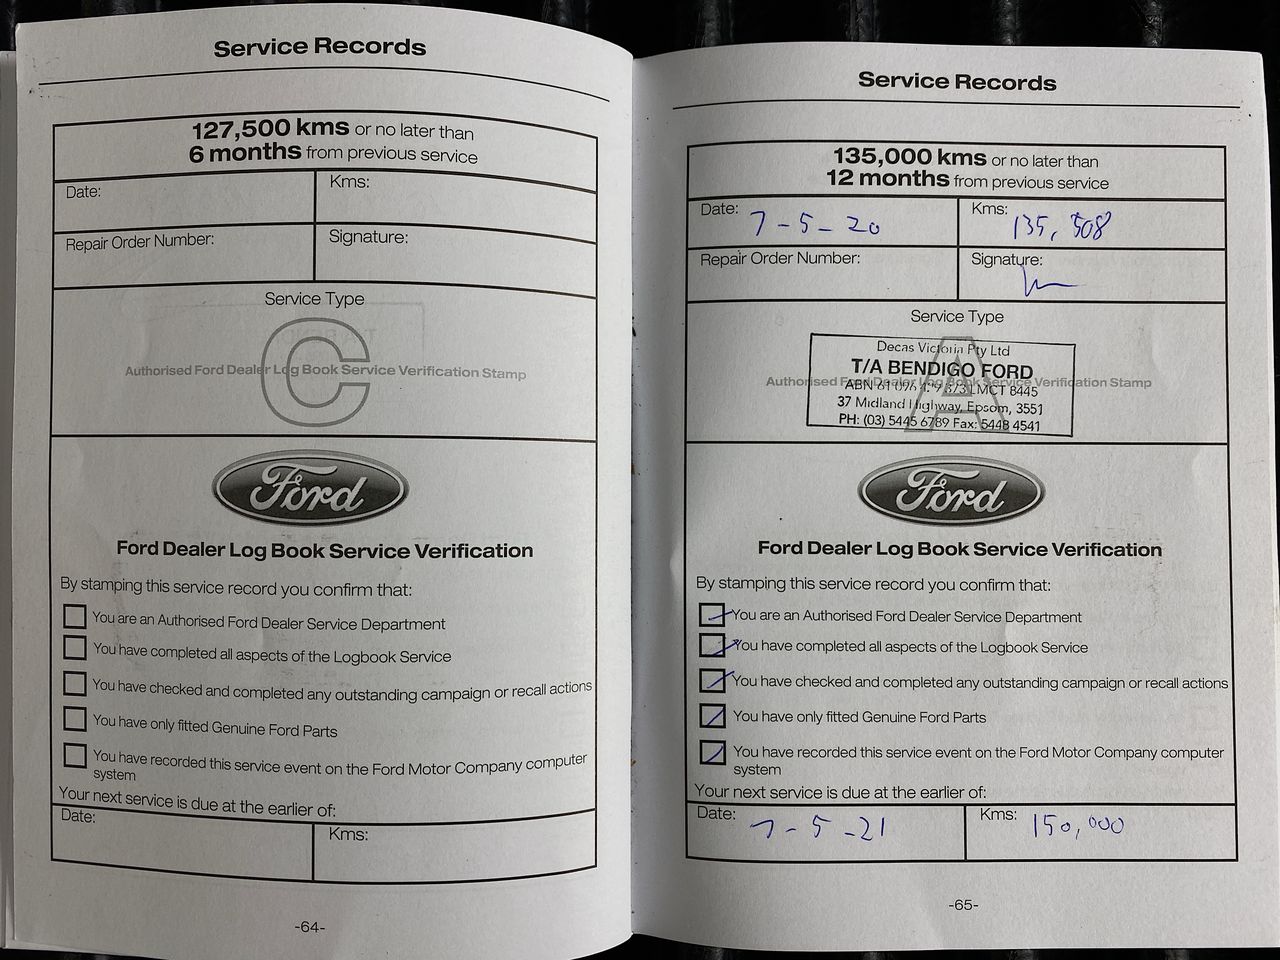 Service Records
127,500 kms or no later than
6 months from previous service
Date:
Kms:
Repair Order Number:
Signature:
Service Type
C
Authorised Ford Dealer Log Book Service Verification Stamp
Ford
Ford Dealer Log Book Service Verification
By stamping this service record you confirm that:
You are an Authorised Ford Dealer Service Department
You have completed all aspects of the Logbook Service
You have checked and completed any outstanding campaign or recall actions
You have only fitted Genuine Ford Parts
You have recorded this service event on the Ford Motor Company computer
system
Your next service is due at the earlier of:
Date:
Kms:
-64-
Service Records
135,000 kms or no later than
12 months from previous service
Date: 7-5-20
Kms: 135,508
Repair Order Number:
Signature:
Service Type
A
Authorised Ford Dealer Log Book Service Verification Stamp
Decas Victoria Pty Ltd
T/A BENDIGO FORD
ABN 61 096 LMCT 8445
37 Midland Highway, Epsom, 3551
PH: (03) 5445 6789 Fax: 5448 4541
Ford
Ford Dealer Log Book Service Verification
By stamping this service record you confirm that:
You are an Authorised Ford Dealer Service Department
You have completed all aspects of the Logbook Service
You have checked and completed any outstanding campaign or recall actions
You have only fitted Genuine Ford Parts
You have recorded this service event on the Ford Motor Company computer
system
Your next service is due at the earlier of:
Date: 7-5-21
Kms: 150,000
-65-